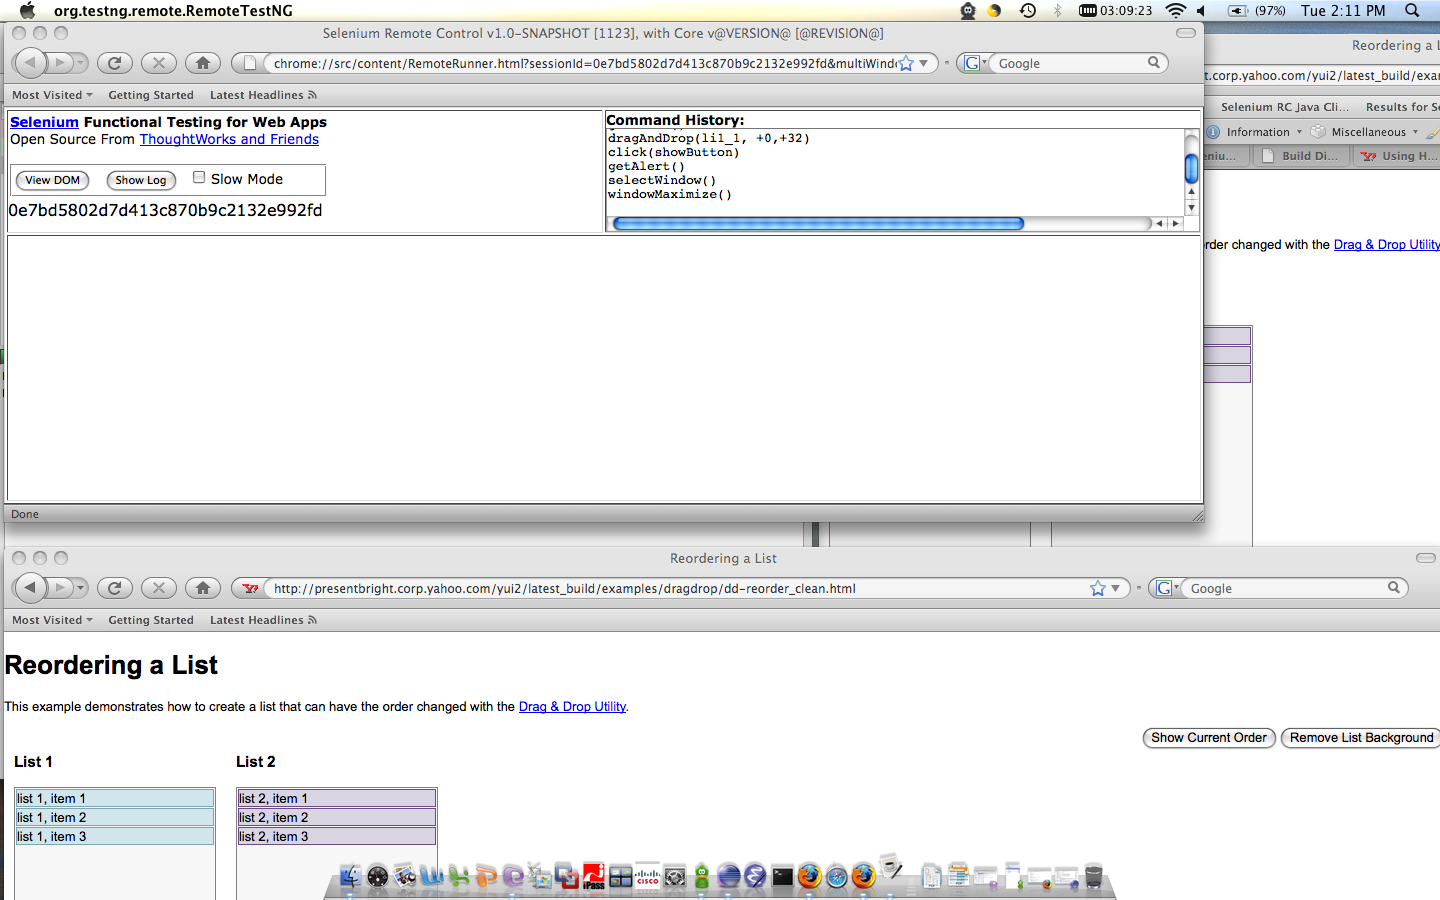 org.testng.remote.RemoteTestNG
03:09:23
(97%)
Tue 2:11 PM
Selenium Remote Control v1.0-SNAPSHOT [1123], with Core v@VERSION@ [@REVISION@]
Reordering a L
chrome://src/content/RemoteRunner.html?sessionId=0e7bd5802d7d413c870b9c2132e992fd&multiWind
Google
t.corp.yahoo.com/yui2/latest_build/exa
Most Visited
Getting Started
Latest Headlines
Selenium RC Java Cli...
Results for Se
Selenium Functional Testing for Web Apps
Open Source From ThoughtWorks and Friends
Command History:
dragAndDrop(li1_1, +0,+32)
click(showButton)
getAlert()
selectWindow()
windowMaximize()
Information
Miscellaneous
Build Di...
Using H...
View DOM
Show Log
Slow Mode
0e7bd5802d7d413c870b9c2132e992fd
order changed with the Drag & Drop Utility
Done
Reordering a List
http://presentbright.corp.yahoo.com/yui2/latest_build/examples/dragdrop/dd-reorder_clean.html
Google
Most Visited
Getting Started
Latest Headlines
Reordering a List
This example demonstrates how to create a list that can have the order changed with the Drag & Drop Utility.
Show Current Order
Remove List Background
List 1
List 2
list 1, item 1
list 2, item 1
list 1, item 2
list 2, item 2
list 1, item 3
list 2, item 3
iPass
CISCO